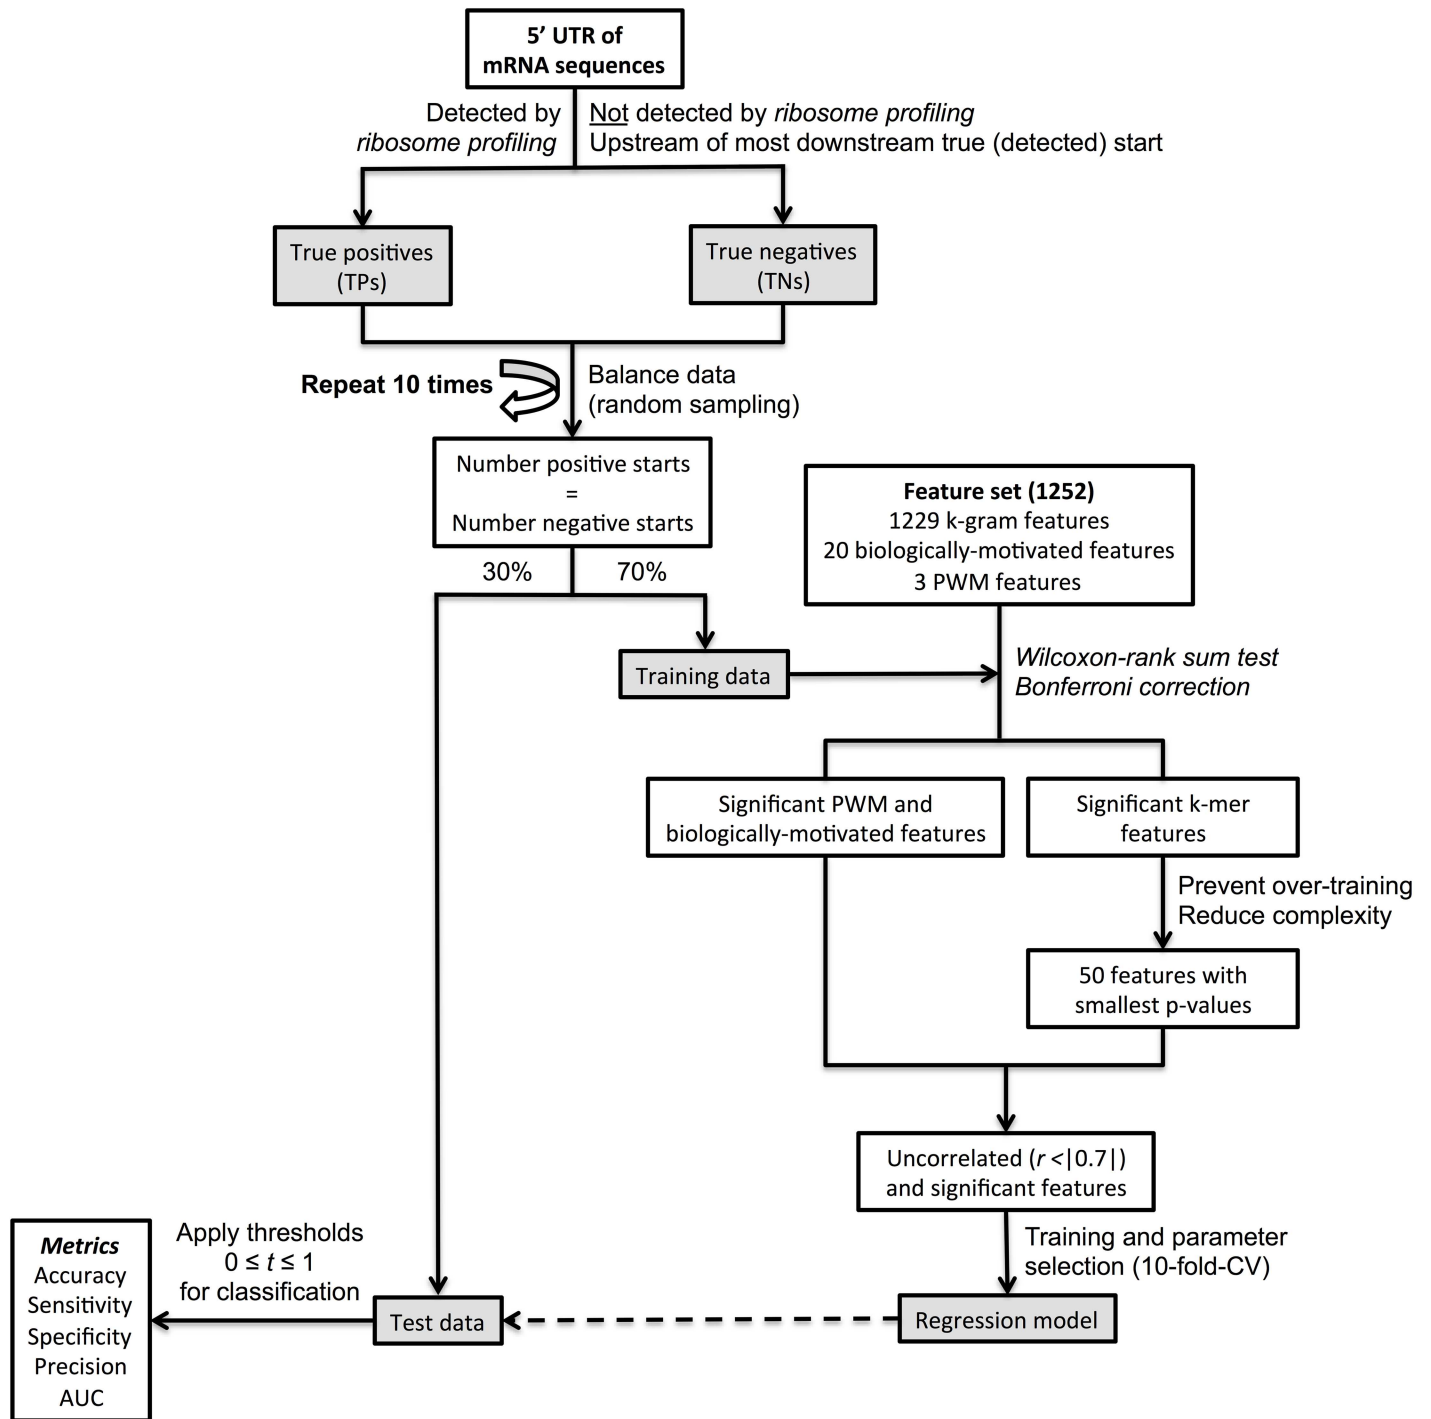 5’ UTR of
mRNA sequences
Detected by
ribosome profiling
Not detected by ribosome profiling
Upstream of most downstream true (detected) start
True positives
(TPs)
True negatives
(TNs)
Repeat 10 times
Balance data
(random sampling)
Number positive starts
=
Number negative starts
30%
70%
Feature set (1252)
1229 k-gram features
20 biologically-motivated features
3 PWM features
Training data
Wilcoxon-rank sum test
Bonferroni correction
Significant PWM and
biologically-motivated features
Significant k-mer
features
Prevent over-training
Reduce complexity
50 features with
smallest p-values
Uncorrelated (r <|0.7|)
and significant features
Training and parameter
selection (10-fold-CV)
Regression model
Test data
Apply thresholds
0 ≤ t ≤ 1
for classification
Metrics
Accuracy
Sensitivity
Specificity
Precision
AUC